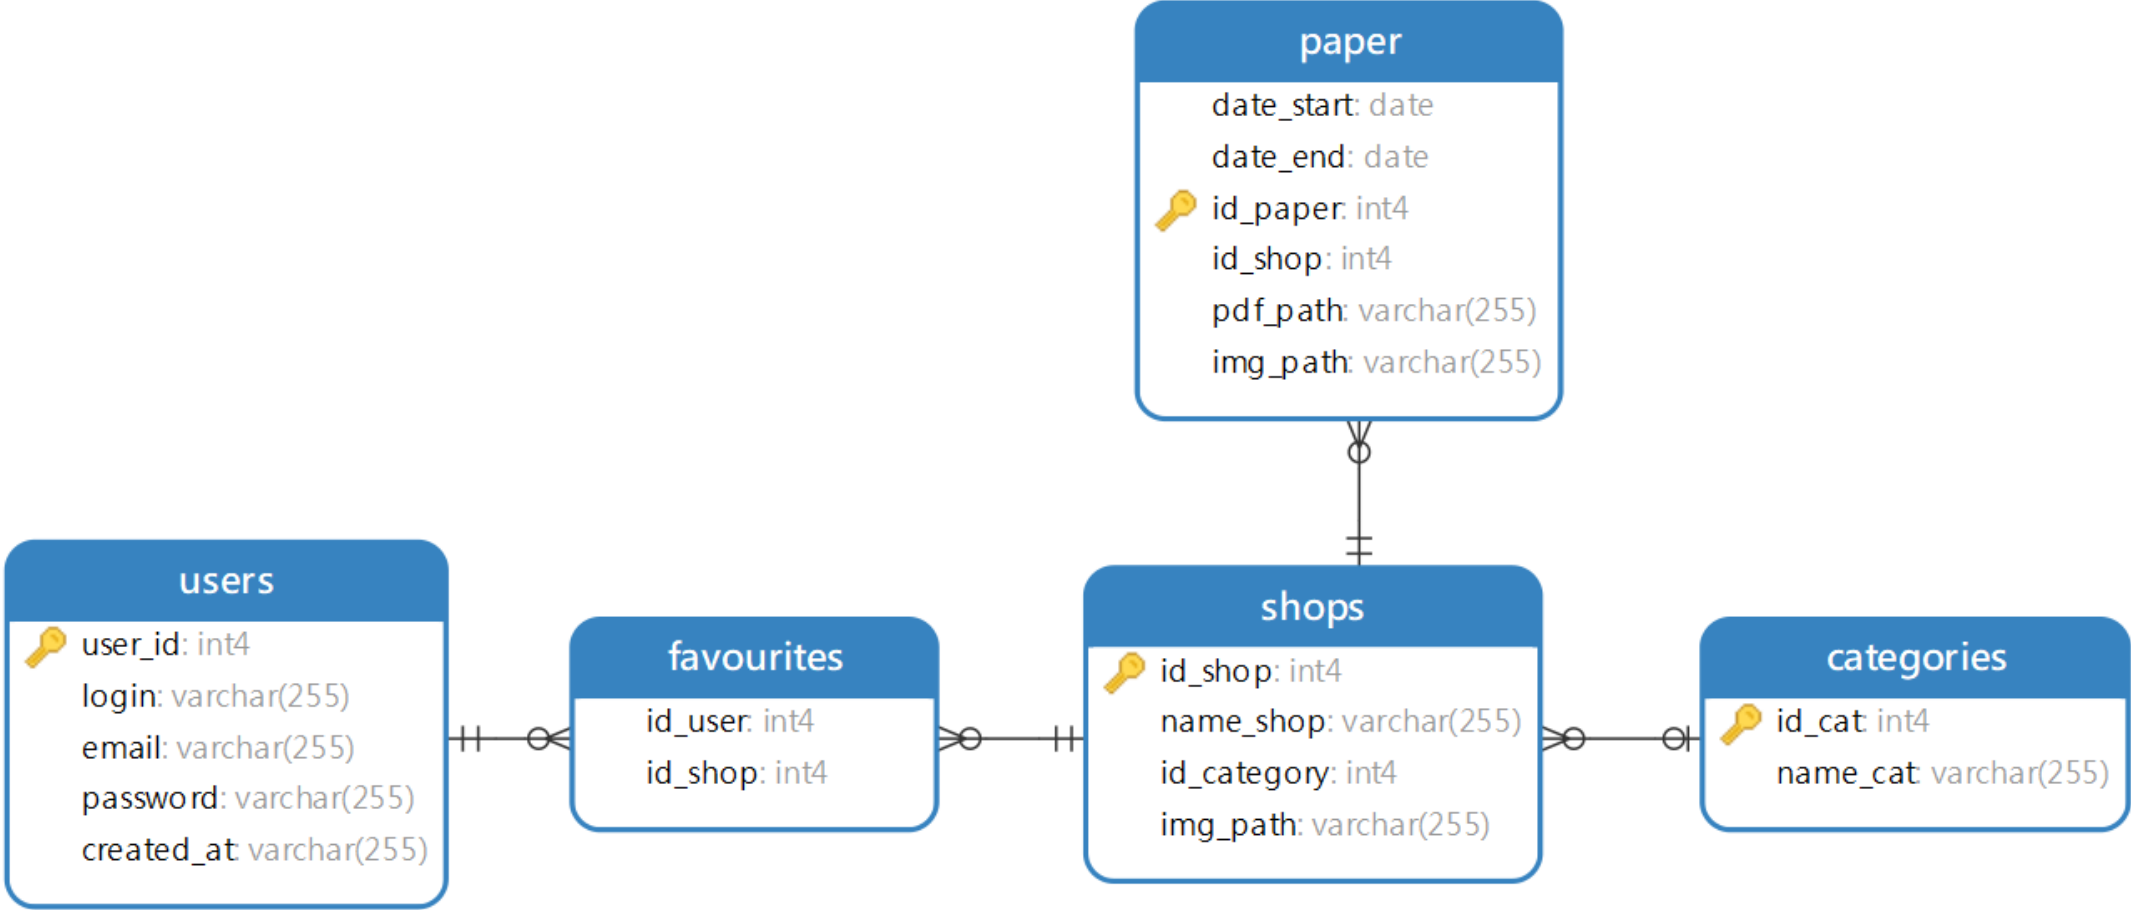 paper
date_start: date
date_end: date
id_paper: int4
id_shop: int4
pdf_path: varchar(255)
img_path: varchar(255)
users
user_id: int4
login: varchar(255)
email: varchar(255)
password: varchar(255)
created_at: varchar(255)
favourites
id_user: int4
id_shop: int4
shops
id_shop: int4
name_shop: varchar(255)
id_category: int4
img_path: varchar(255)
categories
id_cat: int4
name_cat: varchar(255)